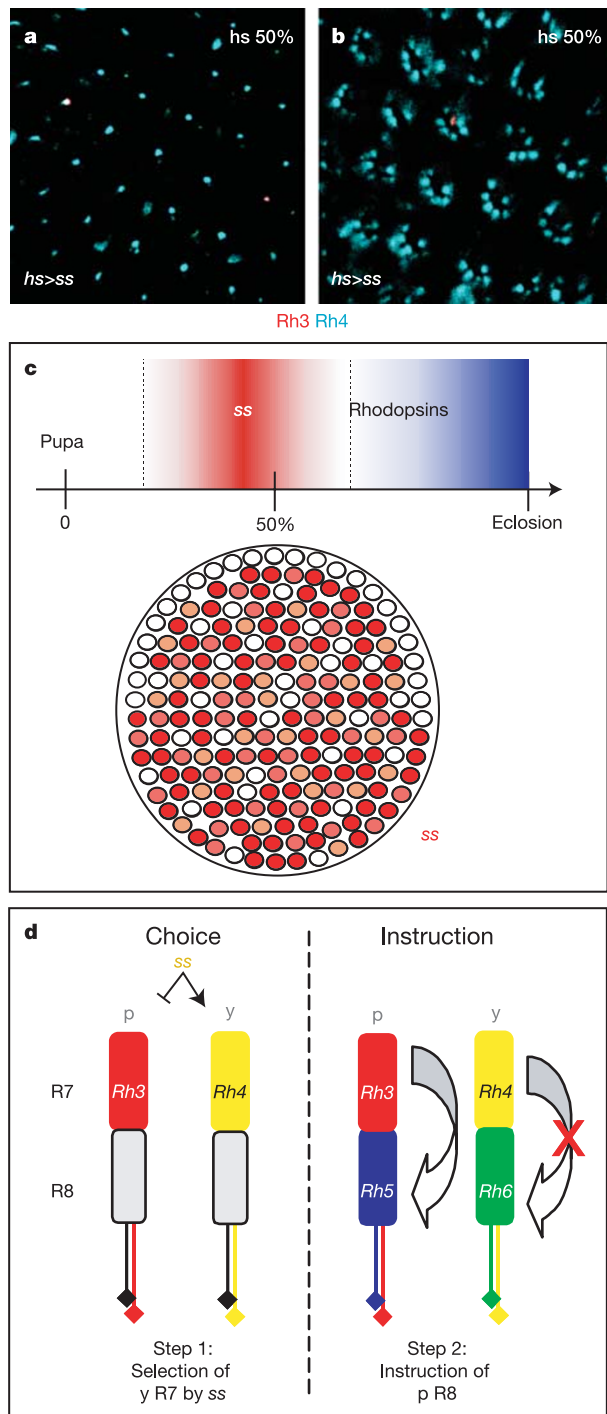 a
hs 50%
hs>ss
b
hs 50%
hs>ss
Rh3 Rh4
c
ss
Rhodopsins
Pupa
0
50%
Eclosion
ss
d
Choice
Instruction
ss
p
y
p
y
R7
Rh3
Rh4
Rh3
Rh4
X
R8
Rh5
Rh6
Step 1:
Selection of
y R7 by ss
Step 2:
Instruction of
p R8